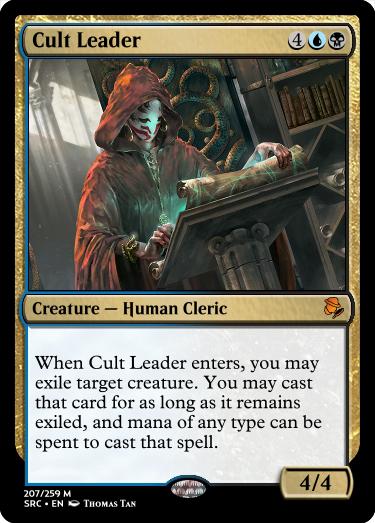 Cult Leader 4
Creature — Human Cleric
When Cult Leader enters, you may
exile target creature. You may cast
that card for as long as it remains
exiled, and mana of any type can be
spent to cast that spell.
4/4
207/259 M
SRC • EN Thomas Tan